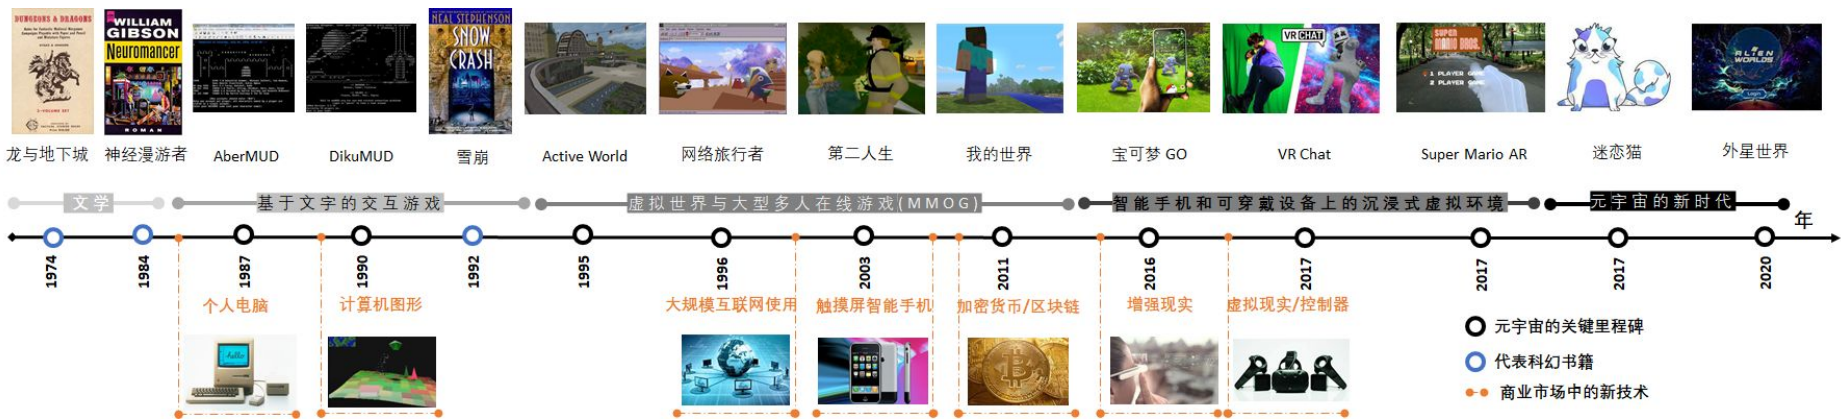 DUNGEONS & DRAGONS
WILLIAM
GIBSON
Neuromancer
ROMAN
NEAL STEPHENSON
SNOW
CRASH
VRCHAT
SUPER
MARIO BROS.
1 PLAYER GAME
2 PLAYER GAME
ALIEN
WORLDS
Login
龙与地下城
神经漫游者
AberMUD
DikuMUD
雪崩
Active World
网络旅行者
第二人生
我的世界
宝可梦 GO
VR Chat
Super Mario AR
迷恋猫
外星世界
文学
基于文字的交互游戏
虚拟世界与大型多人在线游戏(MMOG)
智能手机和可穿戴设备上的沉浸式虚拟环境
元宇宙的新时代
年
1974
1984
1987
1990
1992
1995
1996
2003
2011
2016
2017
2017
2017
2020
个人电脑
计算机图形
大规模互联网使用
触摸屏智能手机
加密货币/区块链
增强现实
虚拟现实/控制器
hello
元宇宙的关键里程碑
代表科幻书籍
商业市场中的新技术